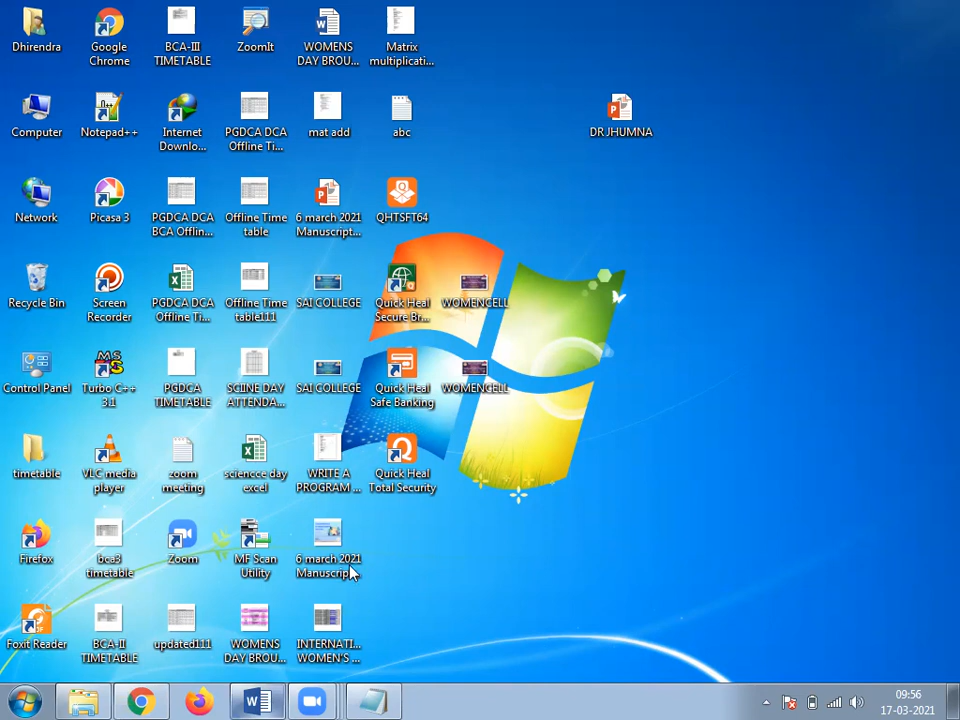 Dhirendra
Google
Chrome
BCA-III
TIMETABLE
ZoomIt
WOMENS
DAY BROU...
Matrix
multiplicati...
Computer
Notepad++
Internet
Downlo...
PGDCA DCA
Offline Ti...
mat add
abc
DRJHUMNA
Network
Picasa 3
PGDCA DCA
BCA Offlin...
Offline Time
table
6 march 2021
Manuscript...
QHTSFT64
Recycle Bin
Screen
Recorder
PGDCA DCA
Offline Ti...
Offline Time
table111
SAI COLLEGE
Quick Heal
Secure Br...
WOMENCELL
Control Panel
Turbo C++
3.1
PGDCA
TIMETABLE
SCIINE DAY
ATTENDA...
SAI COLLEGE
Quick Heal
Safe Banking
WOMENCELL
timetable
VLC media
player
zoom
meeting
sciencce day
excel
WRITE A
PROGRAM ...
Quick Heal
Total Security
Firefox
bca3
timetable
Zoom
MF Scan
Utility
6 march 2021
Manuscrip...
Foxit Reader
BCA-II
TIMETABLE
updated111
WOMENS
DAY BROU...
INTERNATI...
WOMEN'S ...
09:56
17-03-2021